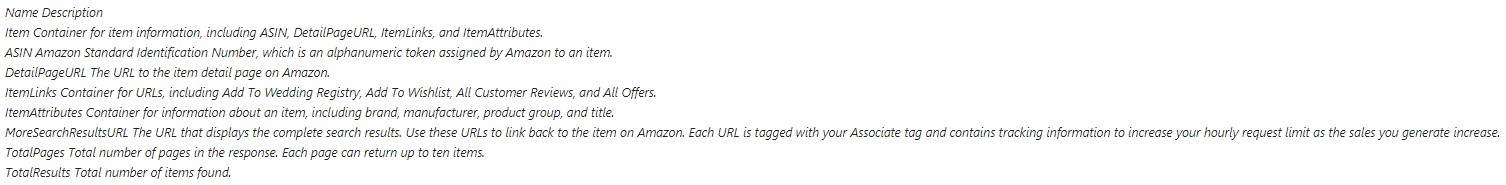 Name Description
Item Container for item information, including ASIN, DetailPageURL, ItemLinks, and ItemAttributes.
ASIN Amazon Standard Identification Number, which is an alphanumeric token assigned by Amazon to an item.
DetailPageURL The URL to the item detail page on Amazon.
ItemLinks Container for URLs, including Add To Wedding Registry, Add To Wishlist, All Customer Reviews, and All Offers.
ItemAttributes Container for information about an item, including brand, manufacturer, product group, and title.
MoreSearchResultsURL The URL that displays the complete search results. Use these URLs to link back to the item on Amazon. Each URL is tagged with your Associate tag and contains tracking information to increase your hourly request limit as the sales you generate increase.
TotalPages Total number of pages in the response. Each page can return up to ten items.
TotalResults Total number of items found.